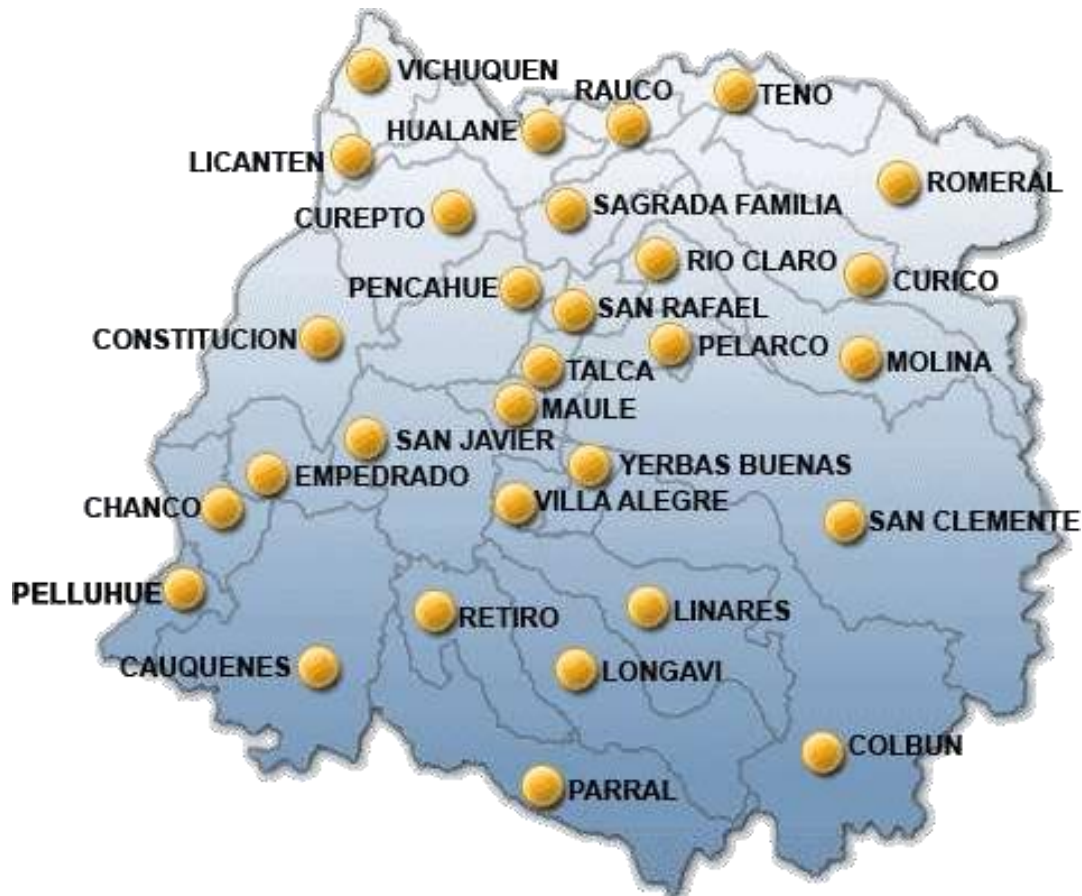 VICHUQUEN
RAUCO
TENO
HUALANE
LICANTEN
ROMERAL
CUREPTO
SAGRADA FAMILIA
RIO CLARO
CURICO
PENCAHUE
SAN RAFAEL
CONSTITUCION
PELARCO
MOLINA
TALCA
MAULE
SAN JAVIER
YERBAS BUENAS
EMPEDRADO
VILLA ALEGRE
CHANCO
SAN CLEMENTE
PELLUHUE
RETIRO
LINARES
CAUQUENES
LONGAVI
COLBUN
PARRAL